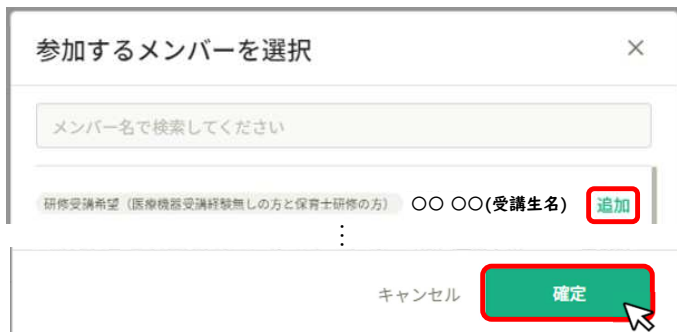 参加するメンバーを選択 ×
メンバー名で検索してください
研修受講希望（医療機器受講経験無しの方と保育士研修の方） 〇〇 〇〇(受講生名) 追加
⋮
キャンセル 確定